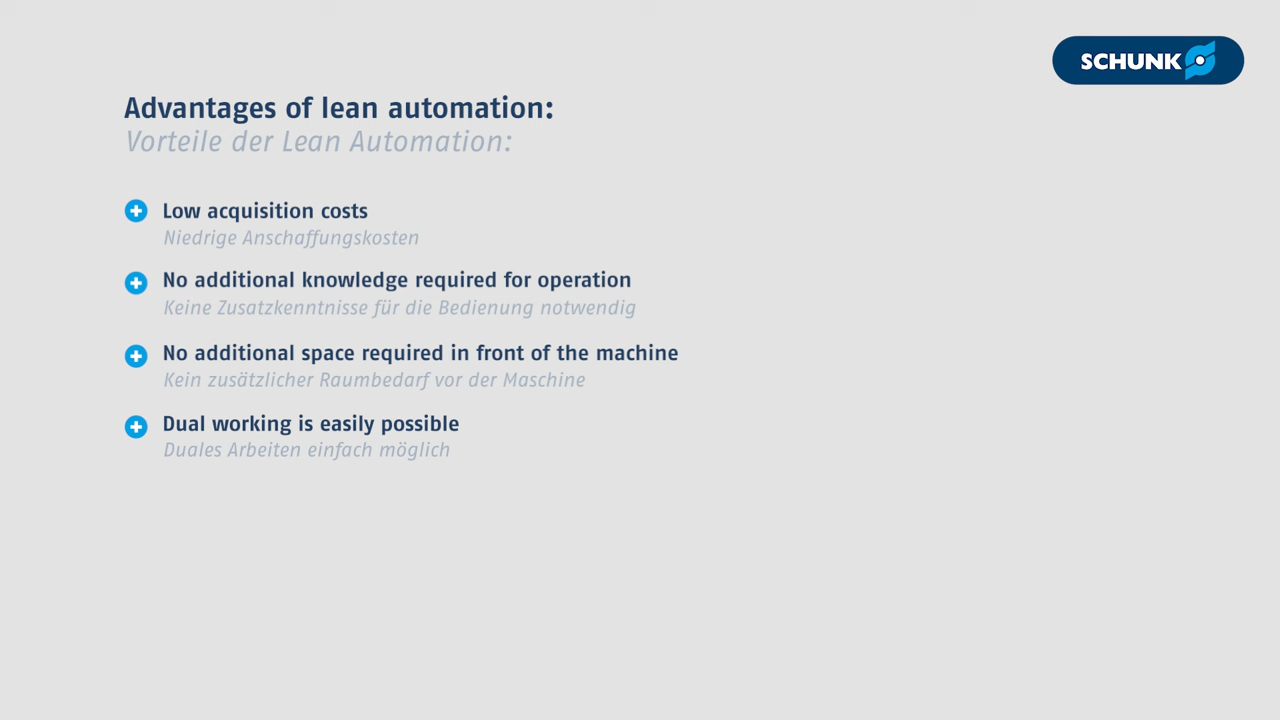 SCHUNK
Advantages of lean automation:
Vorteile der Lean Automation:
Low acquisition costs
Niedrige Anschaffungskosten
No additional knowledge required for operation
Keine Zusatzkenntnisse für die Bedienung notwendig
No additional space required in front of the machine
Kein zusätzlicher Raumbedarf vor der Maschine
Dual working is easily possible
Duales Arbeiten einfach möglich